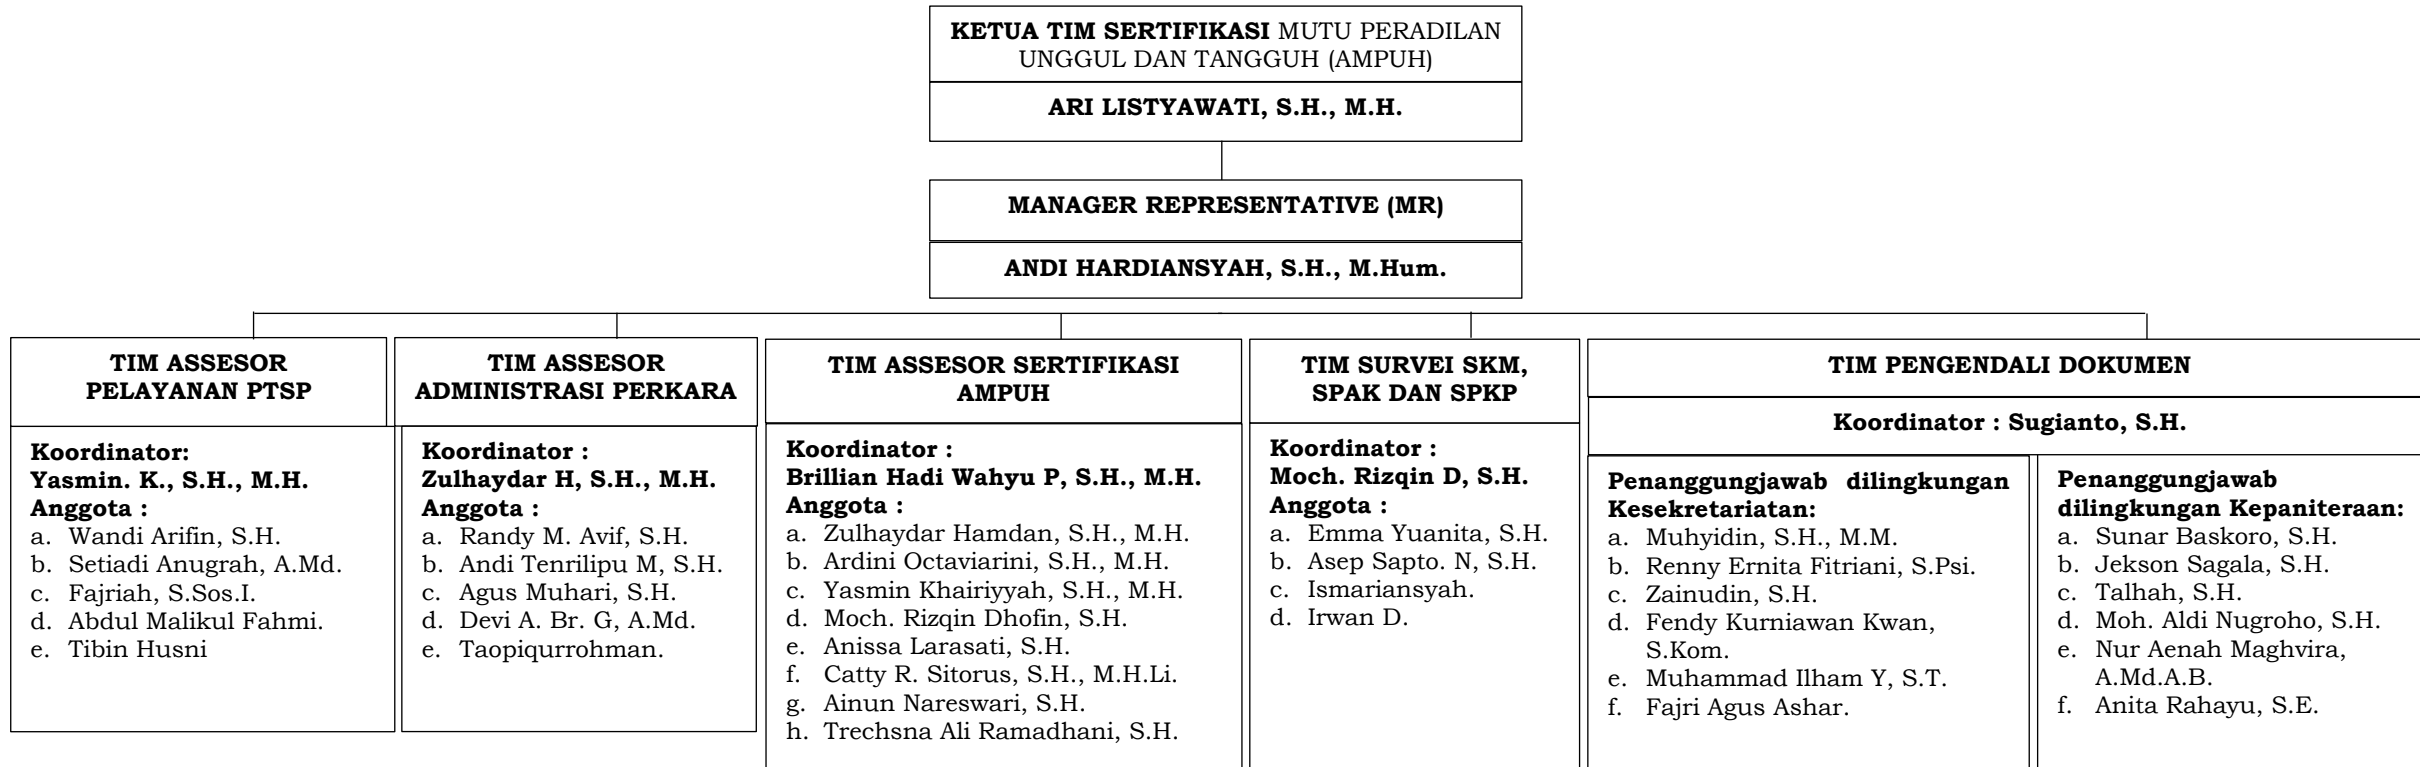 KETUA TIM SERTIFIKASI MUTU PERADILAN
UNGGUL DAN TANGGUH (AMPUH)
ARI LISTYAWATI, S.H., M.H.
MANAGER REPRESENTATIVE (MR)
ANDI HARDIANSYAH, S.H., M.Hum.
TIM ASSESOR
PELAYANAN PTSP
Koordinator:
Yasmin. K., S.H., M.H.
Anggota :
a. Wandi Arifin, S.H.
b. Setiadi Anugrah, A.Md.
c. Fajriah, S.Sos.I.
d. Abdul Malikul Fahmi.
e. Tibin Husni
TIM ASSESOR
ADMINISTRASI PERKARA
Koordinator :
Zulhaydar H, S.H., M.H.
Anggota :
a. Randy M. Avif, S.H.
b. Andi Tenrilipu M, S.H.
c. Agus Muhari, S.H.
d. Devi A. Br. G, A.Md.
e. Taopiqurrohman.
TIM ASSESOR SERTIFIKASI
AMPUH
Koordinator :
Brillian Hadi Wahyu P, S.H., M.H.
Anggota :
a. Zulhaydar Hamdan, S.H., M.H.
b. Ardini Octaviarini, S.H., M.H.
c. Yasmin Khairiyyah, S.H., M.H.
d. Moch. Rizqin Dhofin, S.H.
e. Anissa Larasati, S.H.
f. Catty R. Sitorus, S.H., M.H.Li.
g. Ainun Nareswari, S.H.
h. Trechsna Ali Ramadhani, S.H.
TIM SURVEI SKM,
SPAK DAN SPKP
Koordinator :
Moch. Rizqin D, S.H.
Anggota :
a. Emma Yuanita, S.H.
b. Asep Sapto. N, S.H.
c. Ismariansyah.
d. Irwan D.
TIM PENGENDALI DOKUMEN
Koordinator : Sugianto, S.H.
Penanggungjawab dilingkungan
Kesekretariatan:
a. Muhyidin, S.H., M.M.
b. Renny Ernita Fitriani, S.Psi.
c. Zainudin, S.H.
d. Fendy Kurniawan Kwan,
S.Kom.
e. Muhammad Ilham Y, S.T.
f. Fajri Agus Ashar.
Penanggungjawab
dilingkungan Kepaniteraan:
a. Sunar Baskoro, S.H.
b. Jekson Sagala, S.H.
c. Talhah, S.H.
d. Moh. Aldi Nugroho, S.H.
e. Nur Aenah Maghvira,
A.Md.A.B.
f. Anita Rahayu, S.E.